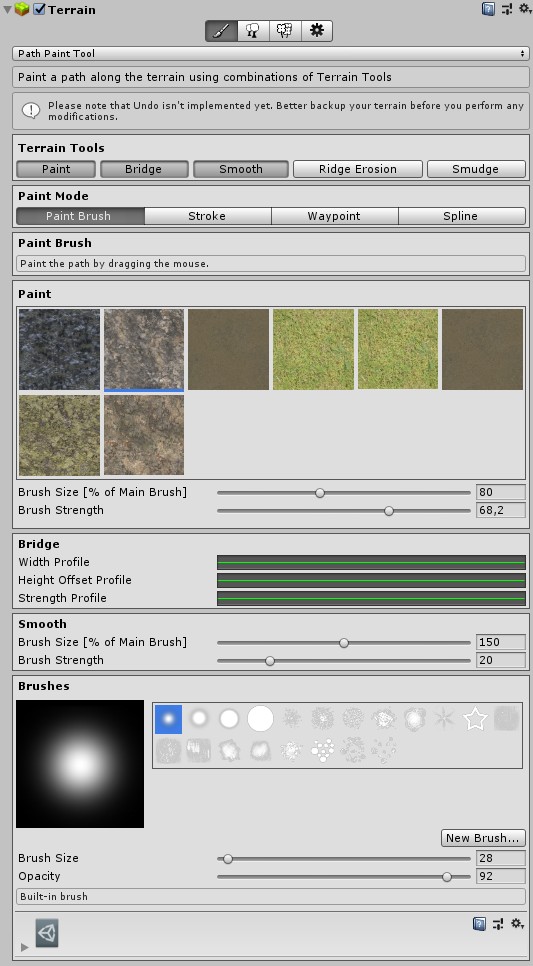 Terrain
Path Paint Tool
Paint a path along the terrain using combinations of Terrain Tools
Please note that Undo isn't implemented yet. Better backup your terrain before you perform any
modifications.
Terrain Tools
Paint Bridge Smooth Ridge Erosion Smudge
Paint Mode
Paint Brush Stroke Waypoint Spline
Paint Brush
Paint the path by dragging the mouse.
Paint
Brush Size [% of Main Brush] 80
Brush Strength 68,2
Bridge
Width Profile
Height Offset Profile
Strength Profile
Smooth
Brush Size [% of Main Brush] 150
Brush Strength 20
Brushes
New Brush...
Brush Size 28
Opacity 92
Built-in brush